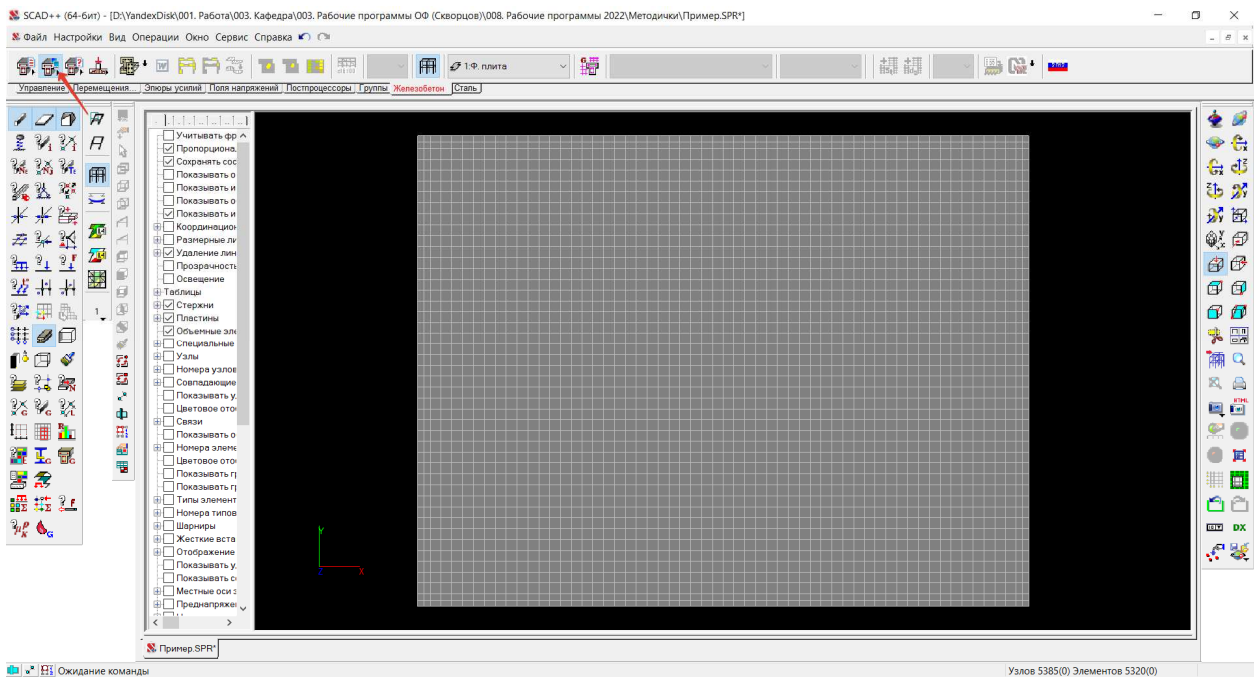 SCAD++ (64-бит) - [D:\YandexDisk\001. Работа\003. Кафедра\003. Рабочие программы ОФ (Скворцов)\008. Рабочие программы 2022\Методички\Пример.SPR*]
Файл Настройки Вид Операции Окно Сервис Справка
1:Ф. плита
Управление Перемещения... Эпюры усилий Поля напряжений Постпроцессоры Группы Железобетон Сталь
Учитывать фр
Пропорциона.
Сохранять сос
Показывать о
Показывать и
Показывать о
Показывать и
Координацион
Размерные ли
Удаление лин
Прозрачность
Освещение
Таблицы
Стержни
Пластины
Объемные эле
Специальные
Узлы
Номера узлов
Совпадающие
Показывать у.
Цветовое ото
Связи
Показывать о
Номера элеме
Цветовое ото
Показывать гр
Показывать гр
Типы элемент
Номера типов
Шарниры
Жесткие вста
Отображение
Показывать у.
Показывать се
Местные оси э
Преднапряже
Y
Z X
HTML
DX
1
Пример.SPR*
Ожидание команды
Узлов 5385(0) Элементов 5320(0)